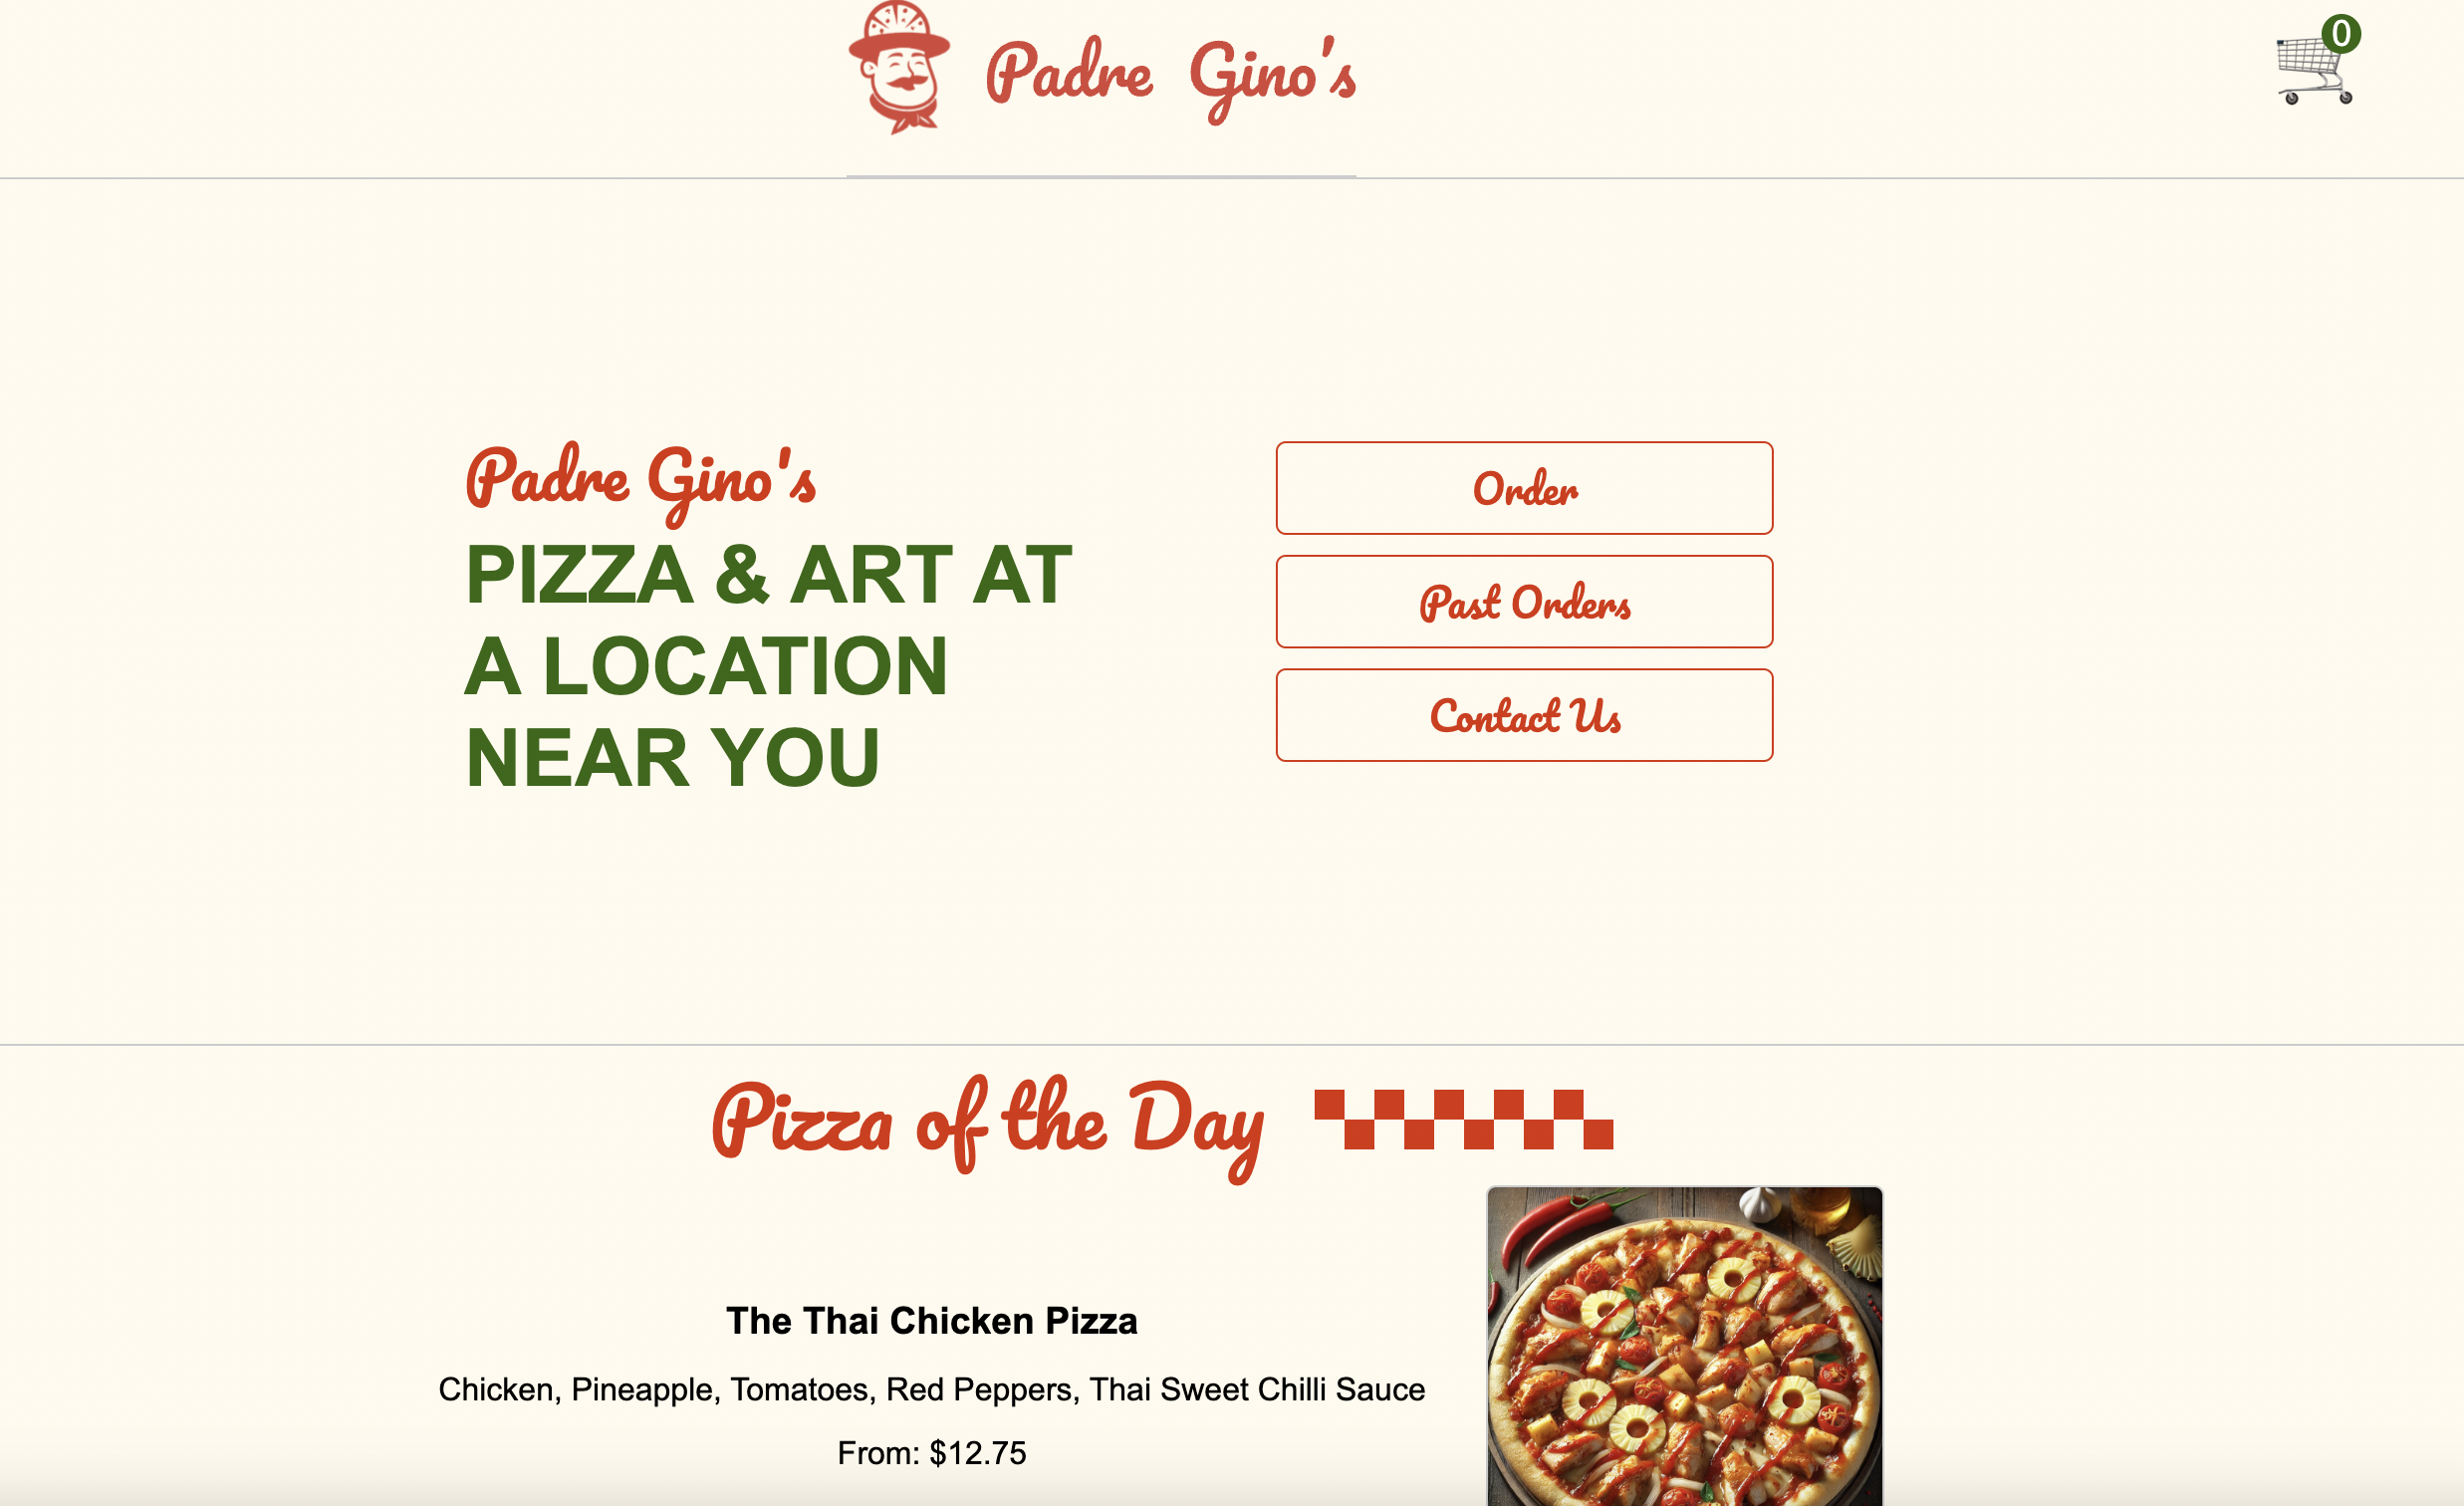 Padre Gino's
0
Padre Gino's
PIZZA & ART AT
A LOCATION
NEAR YOU
Order
Past Orders
Contact Us
Pizza of the Day
The Thai Chicken Pizza
Chicken, Pineapple, Tomatoes, Red Peppers, Thai Sweet Chilli Sauce
From: $12.75